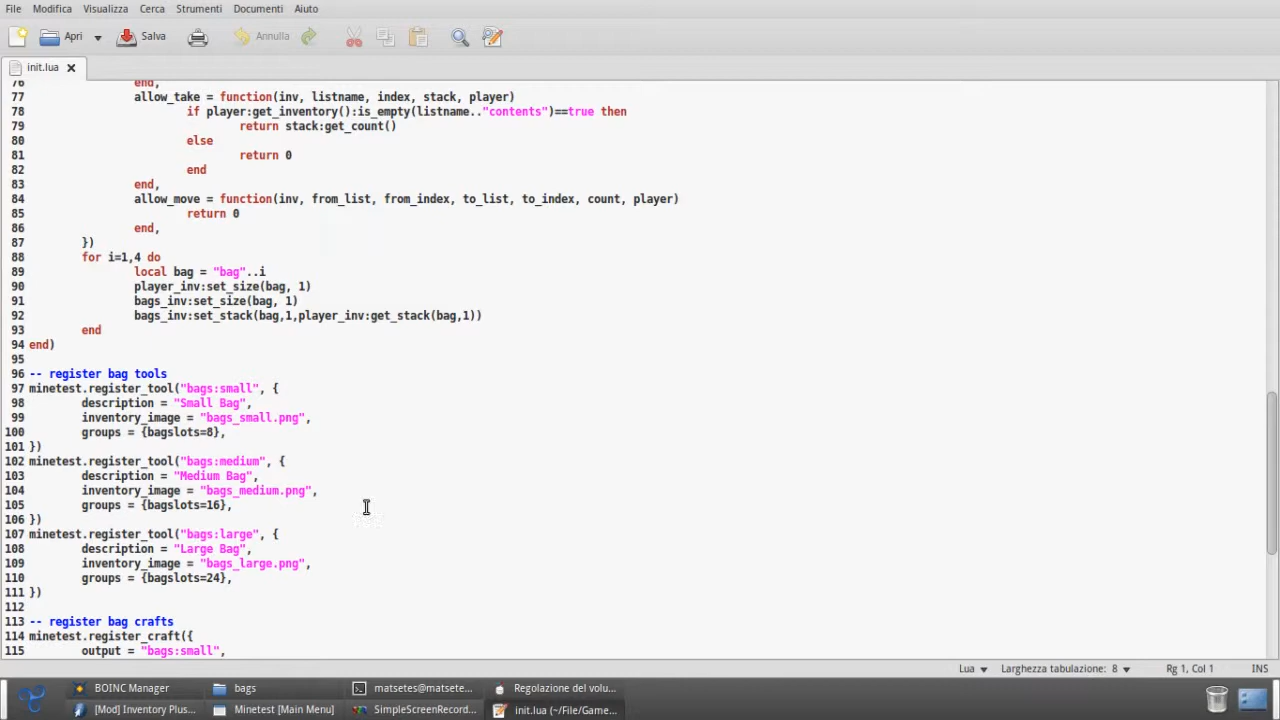 File Modifica Visualizza Cerca Strumenti Documenti Aiuto
Apri Salva Annulla
init.lua
76 end,
77 allow_take = function(inv, listname, index, stack, player)
78 if player:get_inventory():is_empty(listname.."contents")==true then
79 return stack:get_count()
80 else
81 return 0
82 end
83 end,
84 allow_move = function(inv, from_list, from_index, to_list, to_index, count, player)
85 return 0
86 end,
87 })
88 for i=1,4 do
89 local bag = "bag"..i
90 player_inv:set_size(bag, 1)
91 bags_inv:set_size(bag, 1)
92 bags_inv:set_stack(bag,1,player_inv:get_stack(bag,1))
93 end
94 end)
95
96 -- register bag tools
97 minetest.register_tool("bags:small", {
98 description = "Small Bag",
99 inventory_image = "bags_small.png",
100 groups = {bagslots=8},
101 })
102 minetest.register_tool("bags:medium", {
103 description = "Medium Bag",
104 inventory_image = "bags_medium.png",
105 groups = {bagslots=16},
106 })
107 minetest.register_tool("bags:large", {
108 description = "Large Bag",
109 inventory_image = "bags_large.png",
110 groups = {bagslots=24},
111 })
112
113 -- register bag crafts
114 minetest.register_craft({
115 output = "bags:small",
Lua Larghezza tabulazione: 8 Rg 1, Col 1 INS
BOINC Manager bags matsetes@matsete... Regolazione del volu...
[Mod] Inventory Plus... Minetest [Main Menu] SimpleScreenRecord... init.lua (~/File/Game...